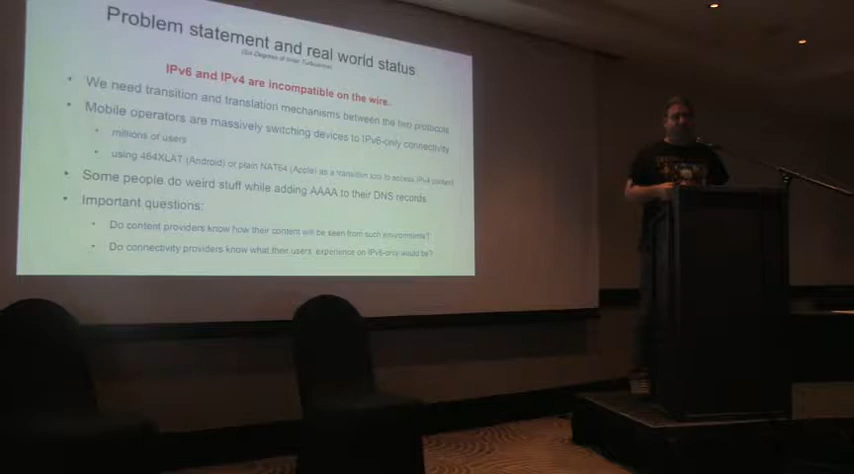 Problem statement and real world status
(Six Degrees of Inner Turbulence)
IPv6 and IPv4 are incompatible on the wire.
We need transition and translation mechanisms between the two protocols
Mobile operators are massively switching devices to IPv6-only connectivity
millions of users
using 464XLAT (Android) or plain NAT64 (Apple) as a transition tool to access IPv4 content
Some people do weird stuff while adding AAAA to their DNS records
Important questions:
Do content providers know how their content will be seen from such environments?
Do connectivity providers know what their users experience on IPv6-only would be?